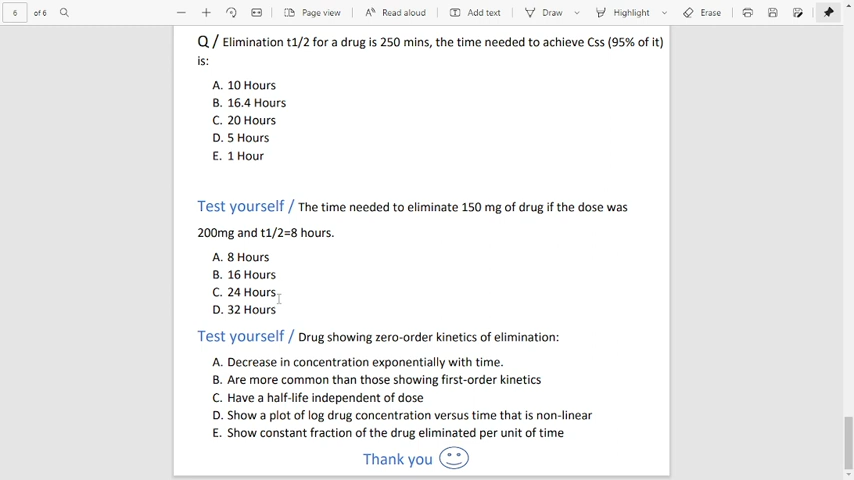 6 of 6 Page view Read aloud Add text Draw Highlight Erase
Q / Elimination t1/2 for a drug is 250 mins, the time needed to achieve Css (95% of it)
is:
A. 10 Hours
B. 16.4 Hours
C. 20 Hours
D. 5 Hours
E. 1 Hour
Test yourself / The time needed to eliminate 150 mg of drug if the dose was
200mg and t1/2=8 hours.
A. 8 Hours
B. 16 Hours
C. 24 Hours
D. 32 Hours
Test yourself / Drug showing zero-order kinetics of elimination:
A. Decrease in concentration exponentially with time.
B. Are more common than those showing first-order kinetics
C. Have a half-life independent of dose
D. Show a plot of log drug concentration versus time that is non-linear
E. Show constant fraction of the drug eliminated per unit of time
Thank you